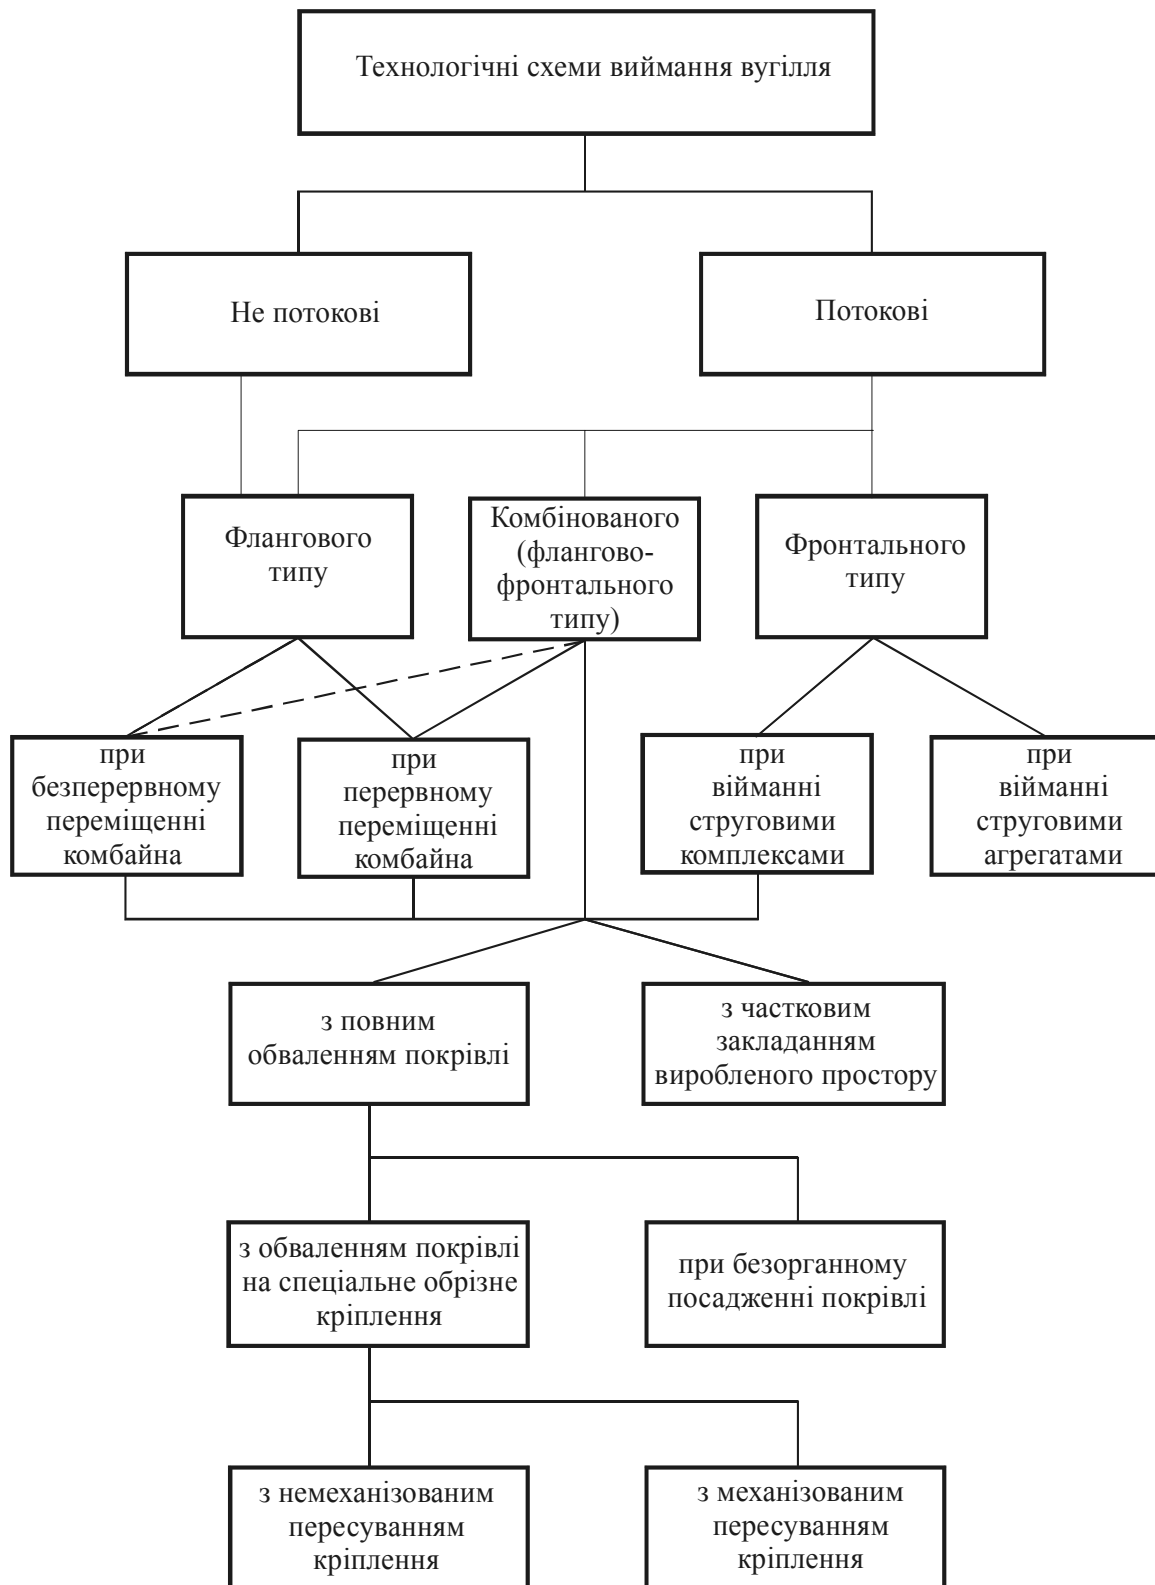 Технологічні схеми виймання вугілля
Не потокові
Потокові
Флангового
типу
Комбінованого
(флангово-
фронтального
типу)
Фронтального
типу
при
безперервному
переміщенні
комбайна
при
перервному
переміщенні
комбайна
при
війманні
струговими
комплексами
при
війманні
струговими
агрегатами
з повним
обваленням покрівлі
з частковим
закладанням
виробленого простору
з обваленням покрівлі
на спеціальне обрізне
кріплення
при безорганному
посадженні покрівлі
з немеханізованим
пересуванням
кріплення
з механізованим
пересуванням
кріплення